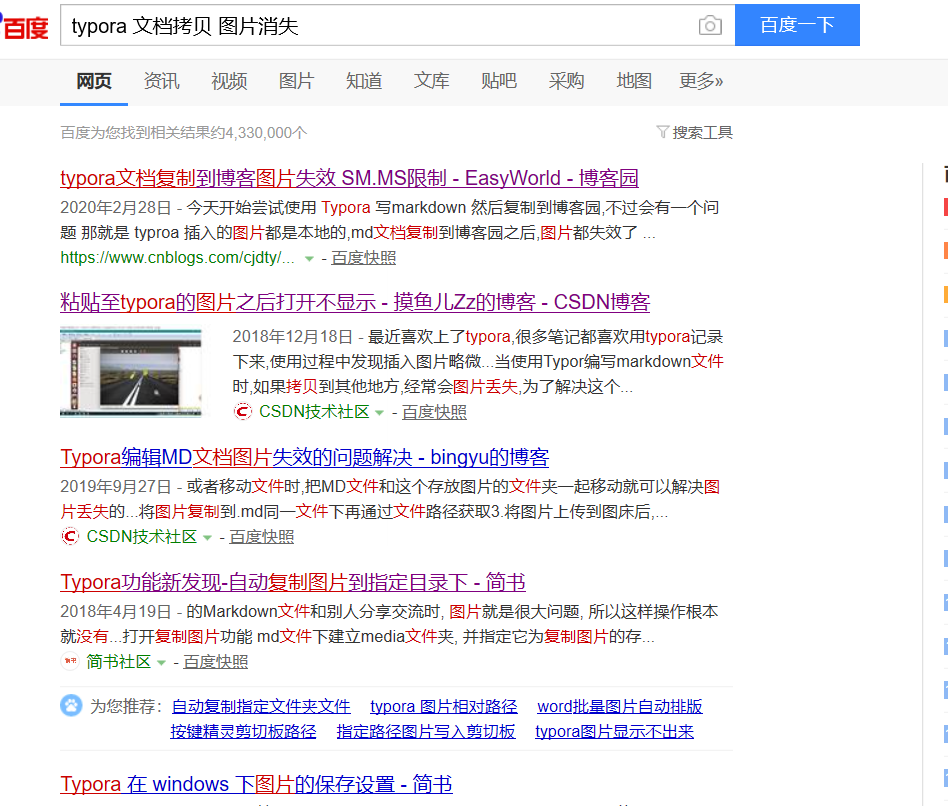 百度
typora 文档拷贝 图片消失
百度一下
网页 资讯 视频 图片 知道 文库 贴吧 采购 地图 更多»
百度为您找到相关结果约4,330,000个
搜索工具
typora文档复制到博客图片失效 SM.MS限制 - EasyWorld - 博客园
2020年2月28日 - 今天开始尝试使用 Typora 写markdown 然后复制到博客园,不过会有一个问
题 那就是 typroa 插入的图片都是本地的,md文档复制到博客园之后,图片都失效了 ...
https://www.cnblogs.com/cjdty/... - 百度快照
粘贴至typora的图片之后打开不显示 - 摸鱼儿Zz的博客 - CSDN博客
2018年12月18日 - 最近喜欢上了typora,很多笔记都喜欢用typora记录
下来,使用过程中发现插入图片略微...当使用Typor编写markdown文件
时,如果拷贝到其他地方,经常会图片丢失,为了解决这个...
CSDN技术社区 - 百度快照
Typora编辑MD文档图片失效的问题解决 - bingyu的博客
2019年9月27日 - 或者移动文件时,把MD文件和这个存放图片的文件夹一起移动就可以解决图
片丢失的...将图片复制到.md同一文件下再通过文件路径获取3.将图片上传到图床后,...
CSDN技术社区 - 百度快照
Typora功能新发现-自动复制图片到指定目录下 - 简书
2018年4月19日 - 的Markdown文件和别人分享交流时, 图片就是很大问题, 所以这样操作根本
就没有...打开复制图片功能 md文件下建立media文件夹, 并指定它为复制图片的存...
简书社区 - 百度快照
为您推荐： 自动复制指定文件夹文件 typora 图片相对路径 word批量图片自动排版
按键精灵剪切板路径 指定路径图片写入剪切板 typora图片显示不出来
Typora 在 windows 下图片的保存设置 - 简书